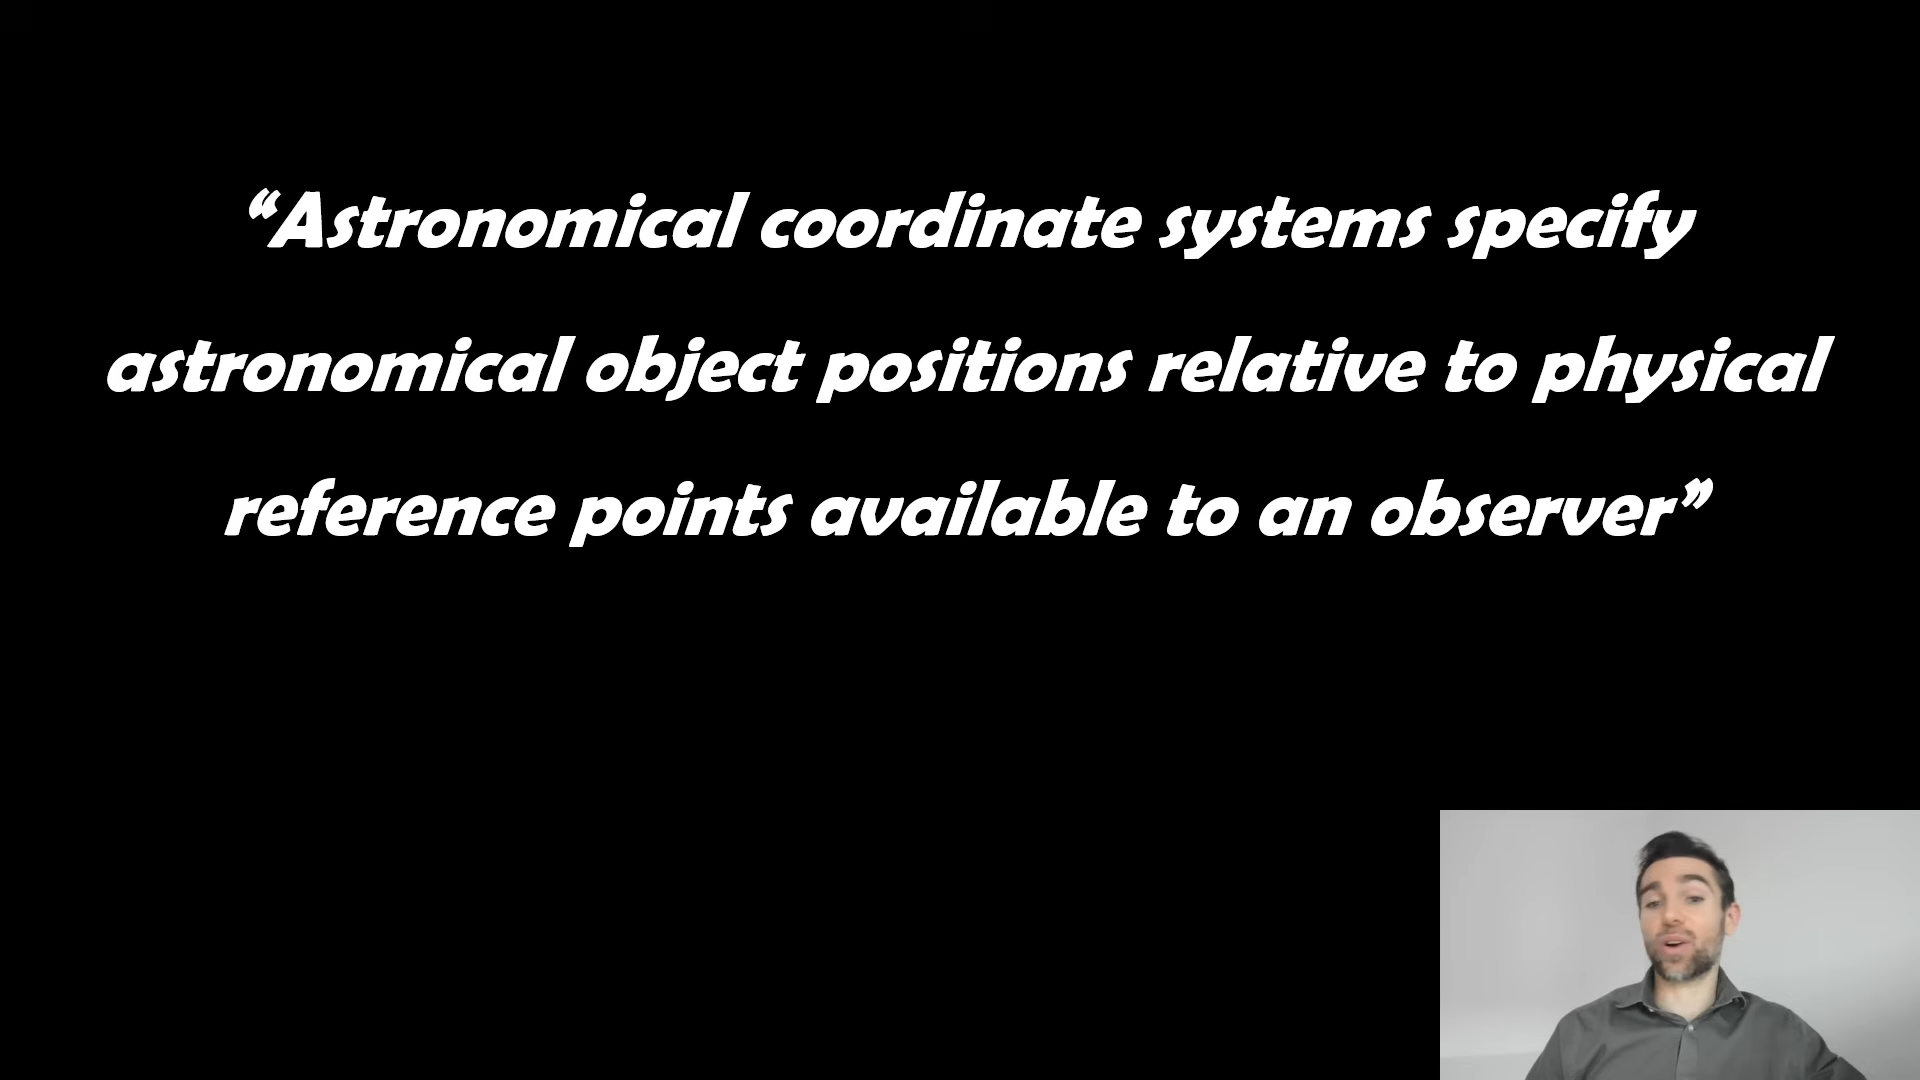 “Astronomical coordinate systems specify
astronomical object positions relative to physical
reference points available to an observer”